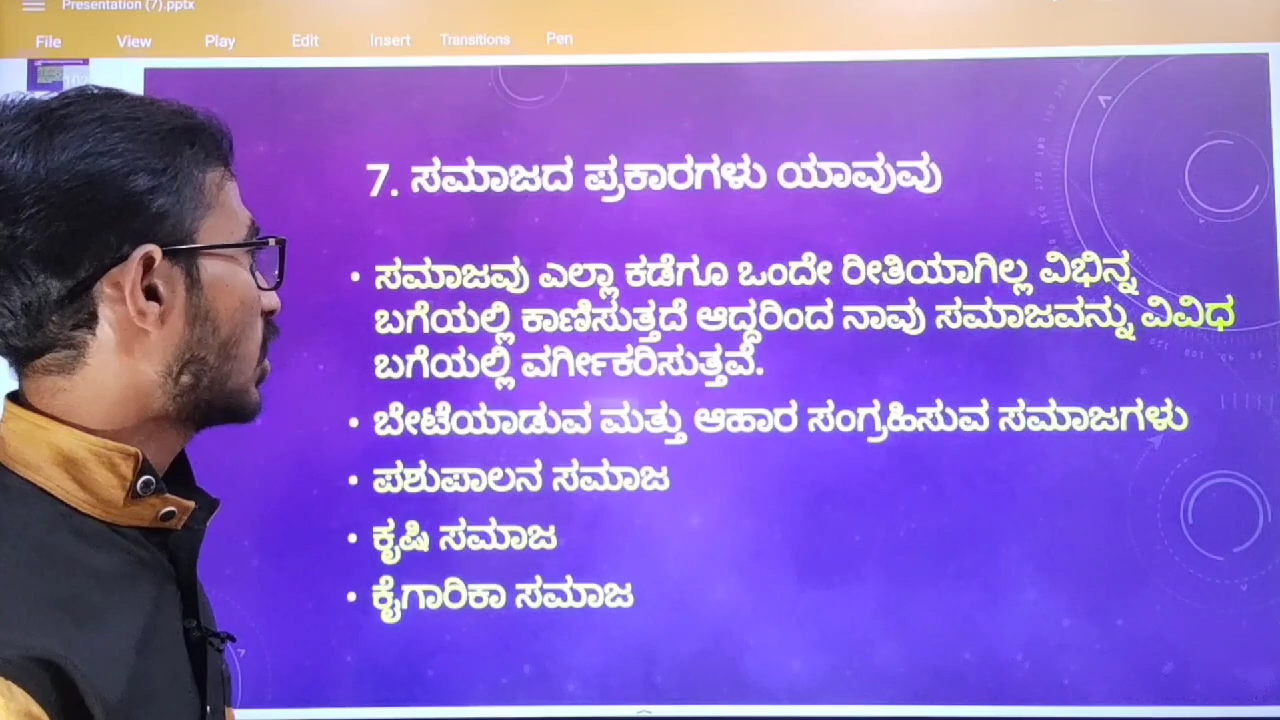 Presentation (7).pptx
File View Play Edit Insert Transitions Pen
7. ಸಮಾಜದ ಪ್ರಕಾರಗಳು ಯಾವುವು
• ಸಮಾಜವು ಎಲ್ಲಾ ಕಡೆಗೂ ಒಂದೇ ರೀತಿಯಾಗಿಲ್ಲ ವಿಭಿನ್ನ
ಬಗೆಯಲ್ಲಿ ಕಾಣಿಸುತ್ತದೆ ಆದ್ದರಿಂದ ನಾವು ಸಮಾಜವನ್ನು ವಿವಿಧ
ಬಗೆಯಲ್ಲಿ ವರ್ಗೀಕರಿಸುತ್ತವೆ.
• ಬೇಟೆಯಾಡುವ ಮತ್ತು ಆಹಾರ ಸಂಗ್ರಹಿಸುವ ಸಮಾಜಗಳು
• ಪಶುಪಾಲನ ಸಮಾಜ
• ಕೃಷಿ ಸಮಾಜ
• ಕೈಗಾರಿಕಾ ಸಮಾಜ